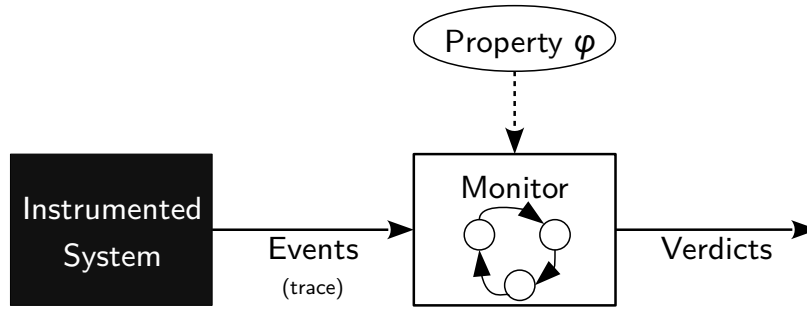 Property φ
Instrumented
System
Events
(trace)
Monitor
Verdicts